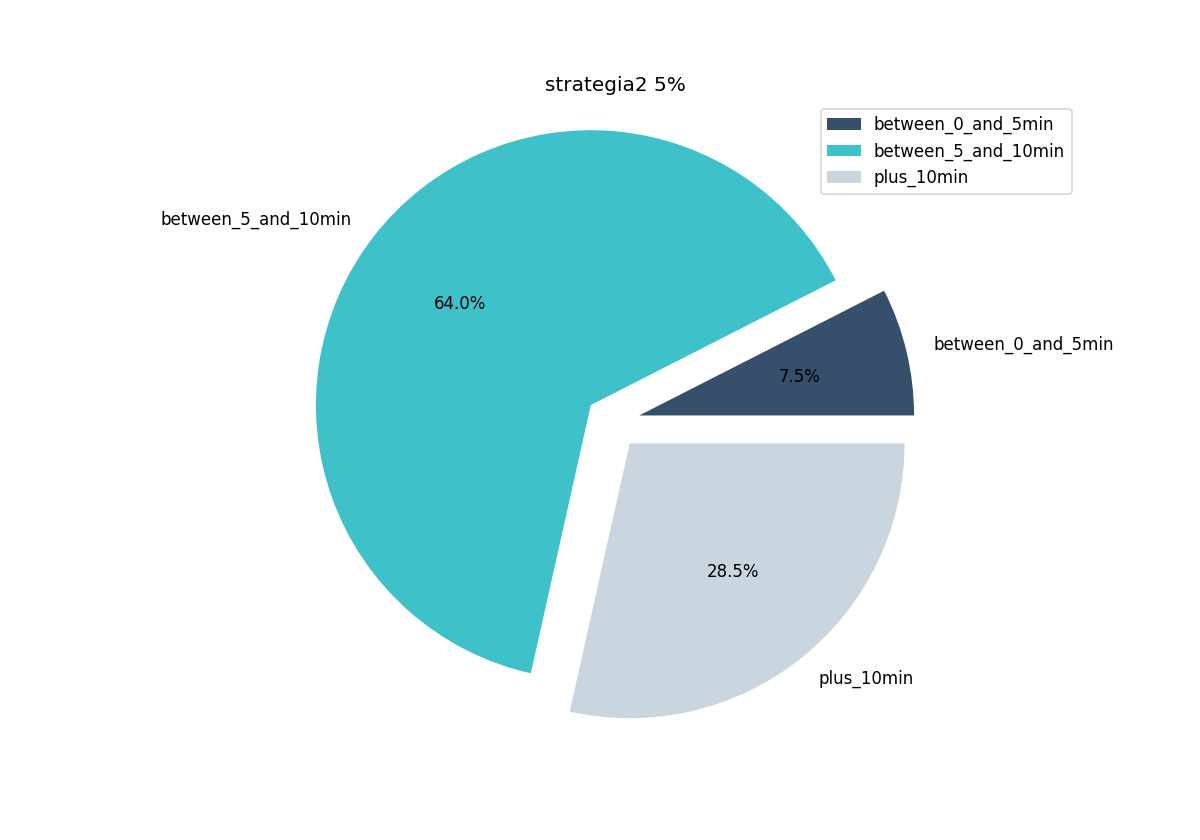 strategia2 5%
between_0_and_5min
between_5_and_10min
plus_10min
between_5_and_10min
64.0%
between_0_and_5min
7.5%
28.5%
plus_10min